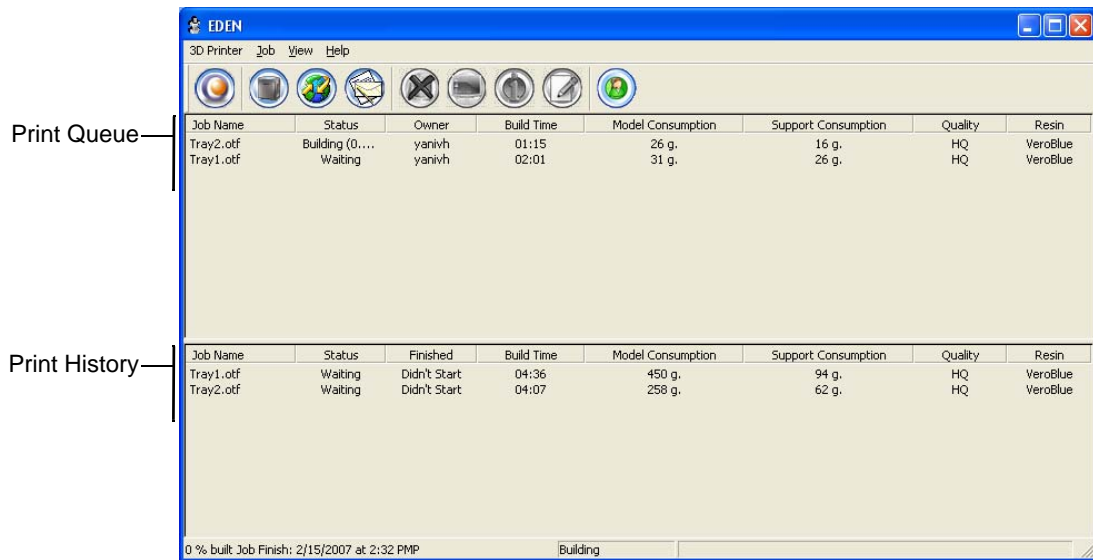 EDEN
3D Printer Job View Help
Print Queue
Job Name Status Owner Build Time Model Consumption Support Consumption Quality Resin
Tray2.otf Building (0.... yanivh 01:15 26 g. 16 g. HQ VeroBlue
Tray1.otf Waiting yanivh 02:01 31 g. 26 g. HQ VeroBlue
Print History
Job Name Status Finished Build Time Model Consumption Support Consumption Quality Resin
Tray1.otf Waiting Didn't Start 04:36 450 g. 94 g. HQ VeroBlue
Tray2.otf Waiting Didn't Start 04:07 258 g. 62 g. HQ VeroBlue
0 % built Job Finish: 2/15/2007 at 2:32 PMP Building